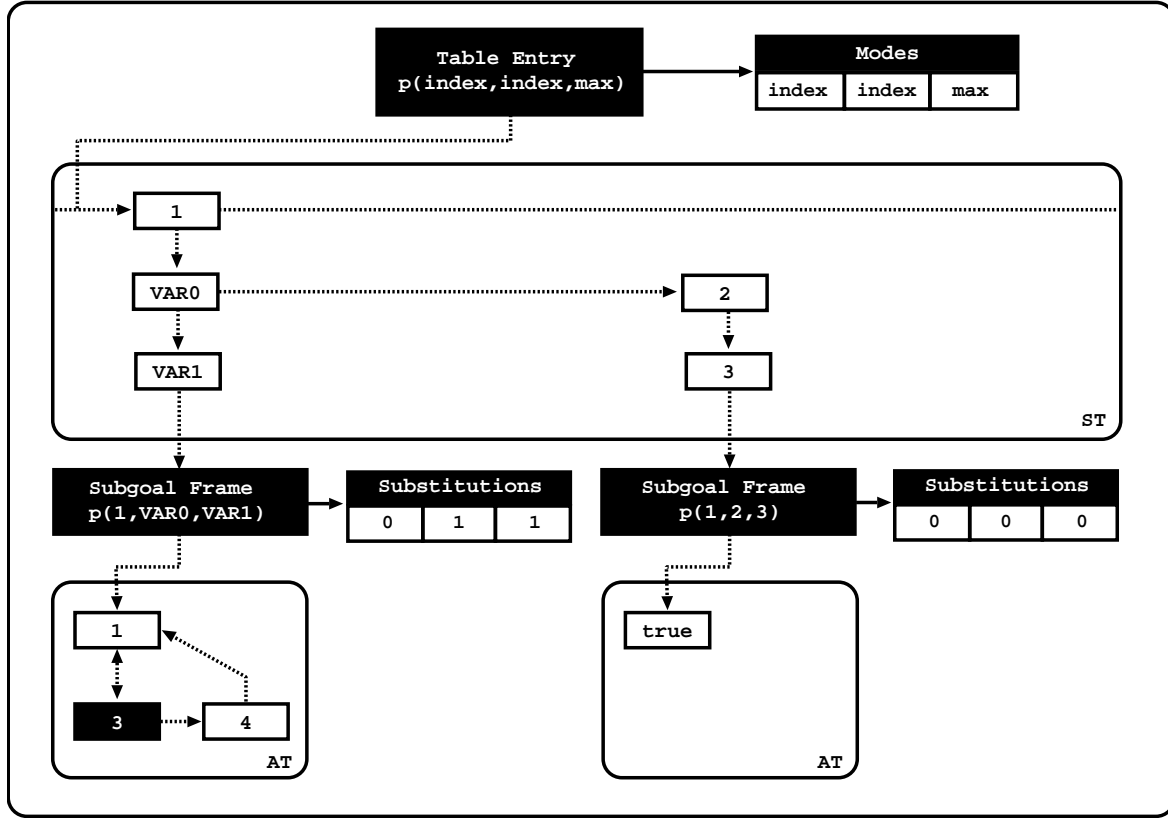 Table Entry
p(index,index,max)
Modes
index index max
1
VAR0
2
VAR1
3
ST
Subgoal Frame
p(1,VAR0,VAR1)
Substitutions
0 1 1
Subgoal Frame
p(1,2,3)
Substitutions
0 0 0
1
3
4
AT
true
AT